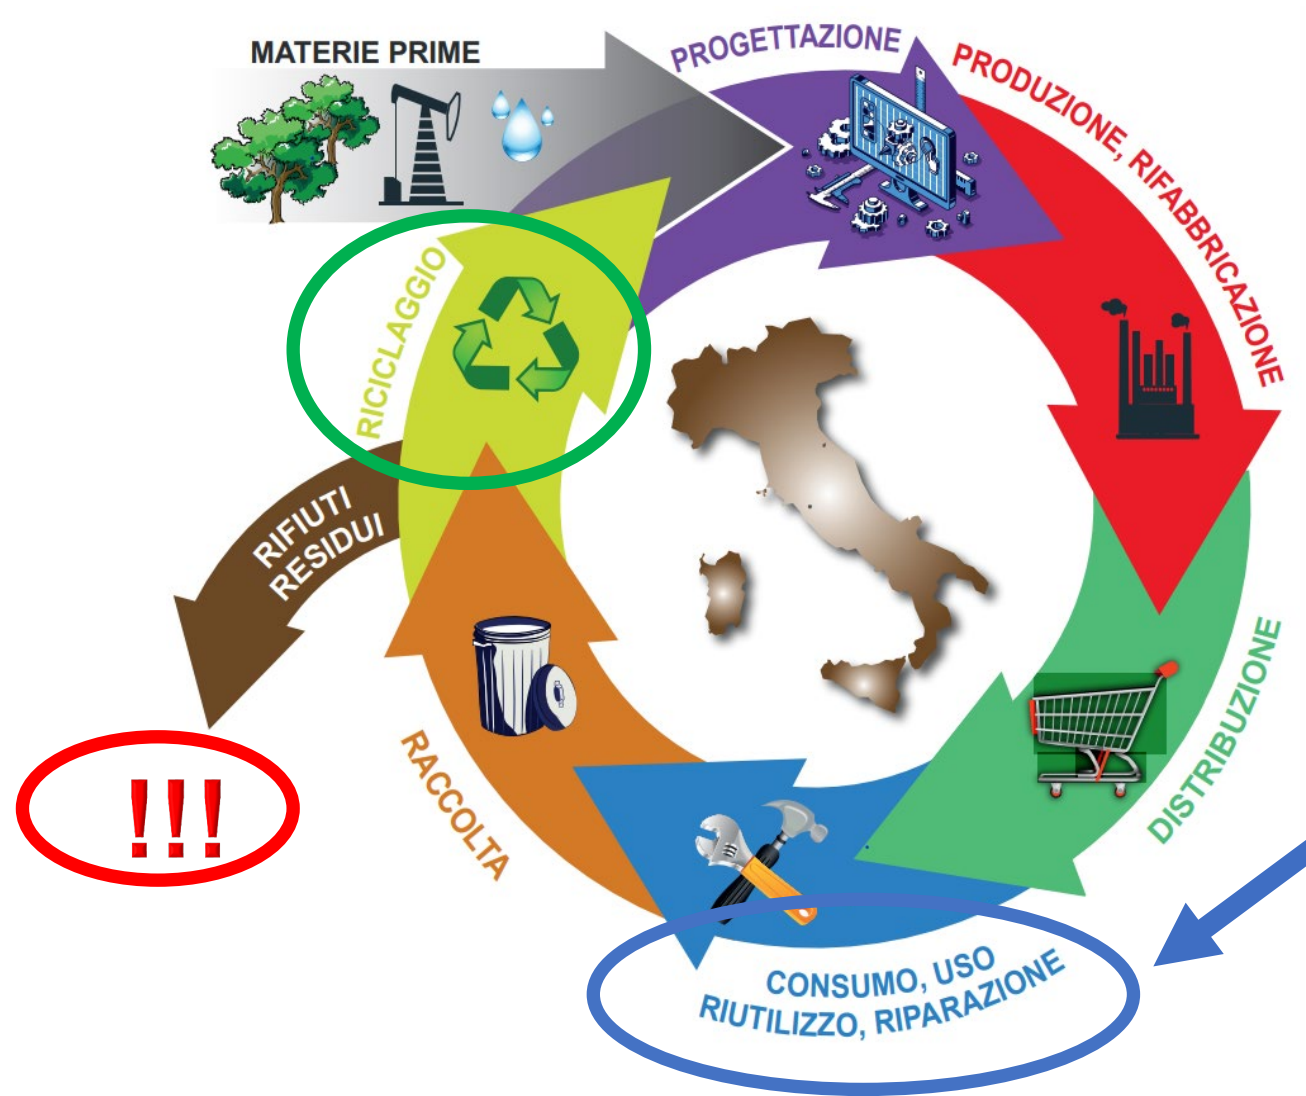 MATERIE PRIME
PROGETTAZIONE
PRODUZIONE, RIFABBRICAZIONE
DISTRIBUZIONE
CONSUMO, USO
RIUTILIZZO, RIPARAZIONE
RACCOLTA
RICICLAGGIO
RIFIUTI
RESIDUI
!!!